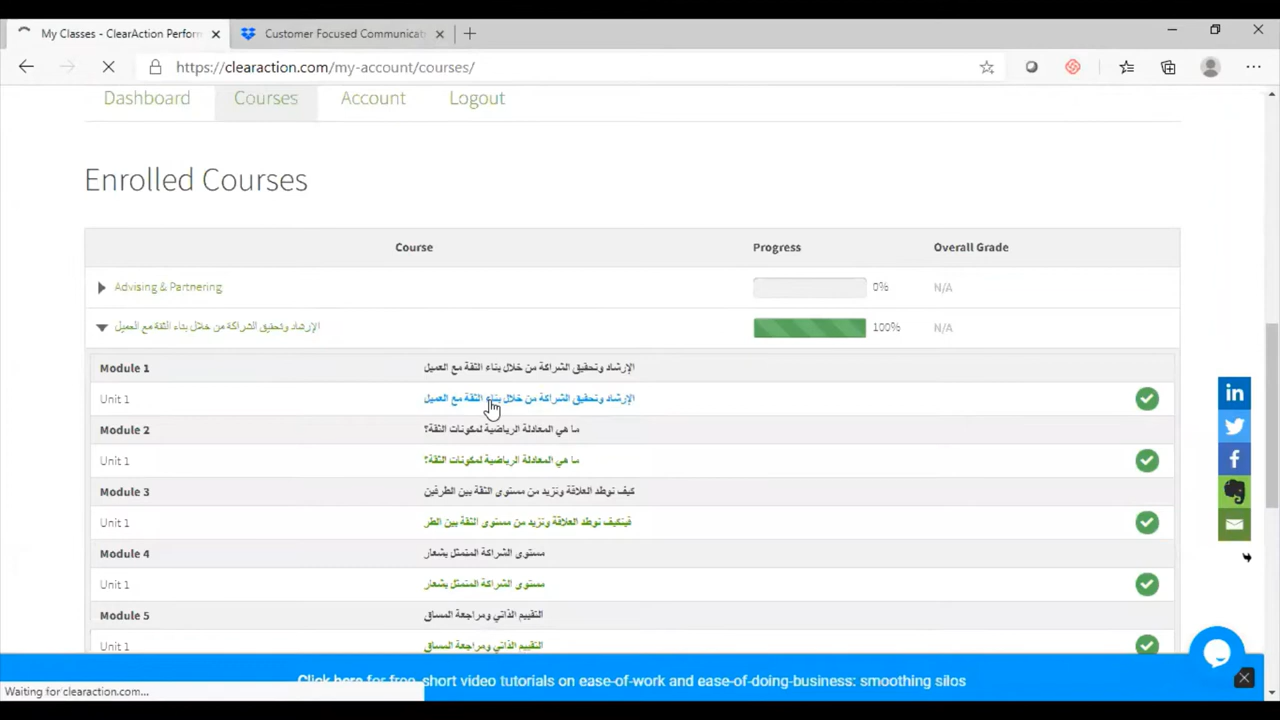 My Classes - ClearAction Perform
Customer Focused Communicat
https://clearaction.com/my-account/courses/
Dashboard
Courses
Account
Logout
Enrolled Courses
Course
Progress
Overall Grade
Advising & Partnering
0%
N/A
الإرشاد وتحقيق الشراكة من خلال بناء الثقة مع العميل
100%
N/A
Module 1
الإرشاد وتحقيق الشراكة من خلال بناء الثقة مع العميل
Unit 1
الإرشاد وتحقيق الشراكة من خلال بناء الثقة مع العميل
Module 2
ما هي المعادلة الرياضية لمكونات الثقة؟
Unit 1
ما هي المعادلة الرياضية لمكونات الثقة؟
Module 3
كيف نوطد العلاقة ونزيد من مستوى الثقة بين الطرفين
Unit 1
فينكيف نوطد العلاقة ونزيد من مستوى الثقة بين الطر
Module 4
مستوى الشراكة المتمثل بشعار
Unit 1
مستوى الشراكة المتمثل بشعار
Module 5
التقييم الذاتي ومراجعة المساق
Unit 1
التقييم الذاتي ومراجعة المساق
Click here for free, short video tutorials on ease-of-work and ease-of-doing-business: smoothing silos
Waiting for clearaction.com...